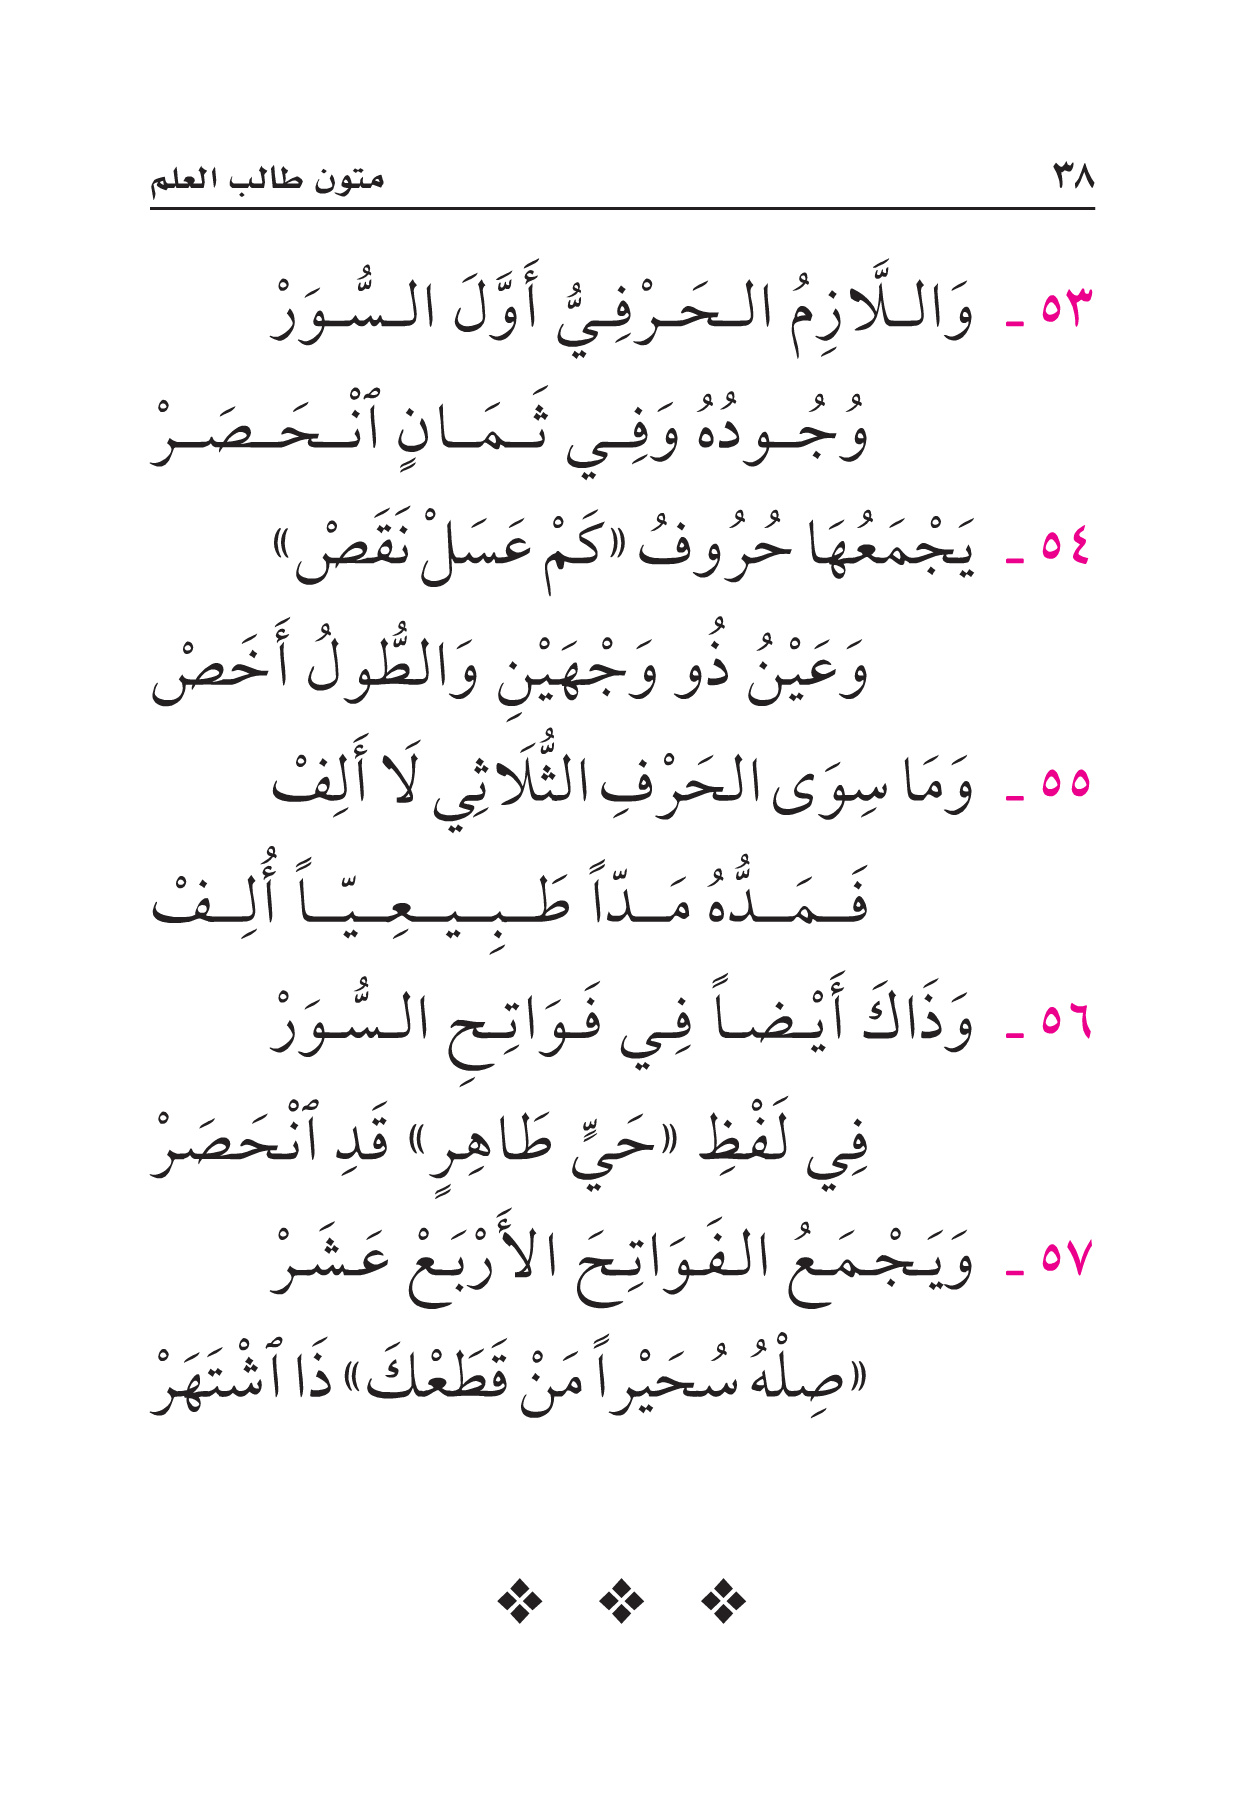 ٣٨ متون طالب العلم
٥٣ ـ وَاللَّازِمُ الحَرْفِيُّ أَوَّلَ السُّوَرْ
وُجُودُهُ وَفِي ثَمَانٍ ٱنْحَصَرْ
٥٤ ـ يَجْمَعُهَا حُرُوفُ «كَمْ عَسَلْ نَقَصْ»
وَعَيْنُ ذُو وَجْهَيْنِ وَالطُّولُ أَخَصْ
٥٥ ـ وَمَا سِوَى الحَرْفِ الثُّلَاثِي لَا أَلِفْ
فَمَدُّهُ مَدّاً طَبِيعِيّاً أُلِفْ
٥٦ ـ وَذَاكَ أَيْضاً فِي فَوَاتِحِ السُّوَرْ
فِي لَفْظِ «حَيٍّ طَاهِرٍ» قَدِ ٱنْحَصَرْ
٥٧ ـ وَيَجْمَعُ الفَوَاتِحَ الأَرْبَعْ عَشَرْ
«صِلْهُ سُحَيْراً مَنْ قَطَعْكَ» ذَا ٱشْتَهَرْ